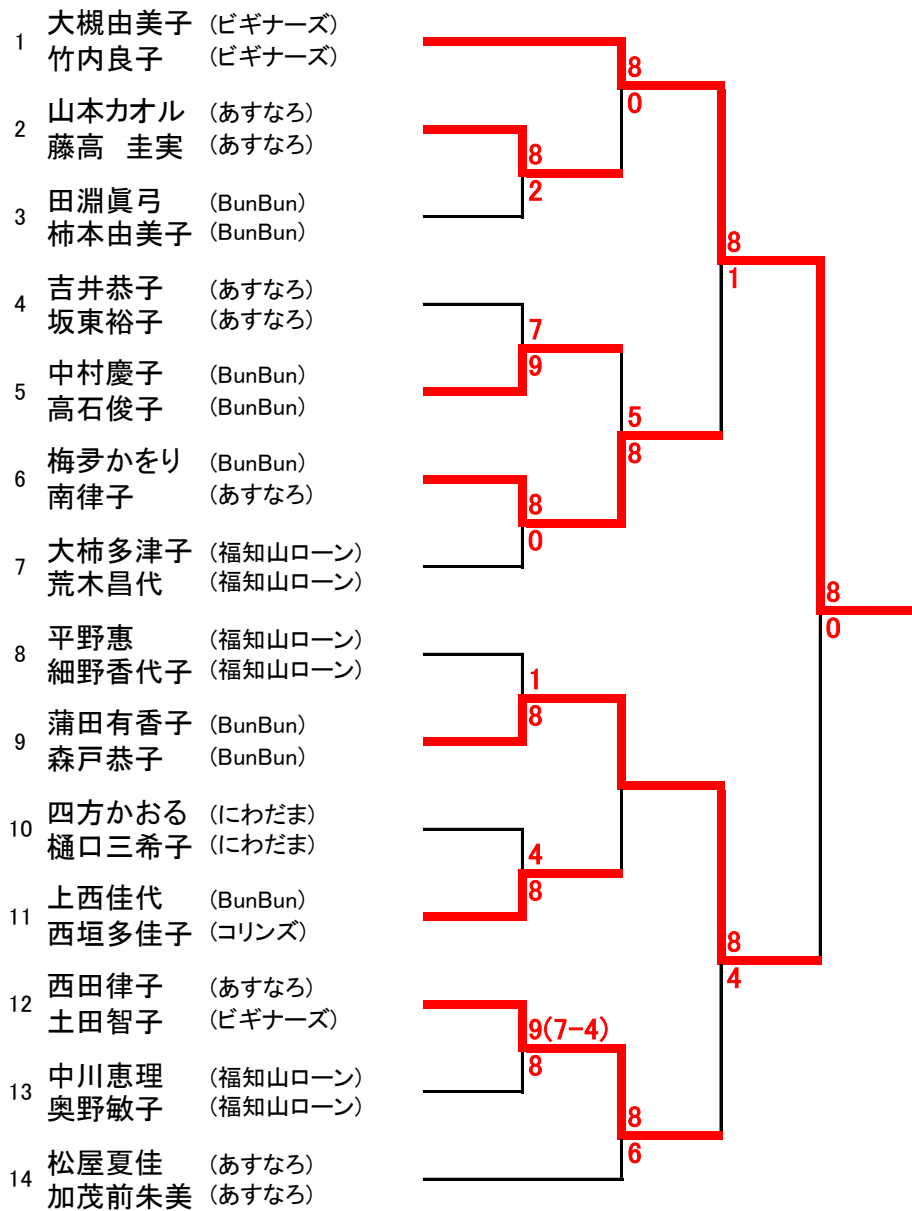 1 大槻由美子 (ビギナーズ)
竹内良子 (ビギナーズ)
2 山本カオル (あすなろ)
藤高　圭実 (あすなろ)
3 田淵眞弓 (BunBun)
柿本由美子 (BunBun)
4 吉井恭子 (あすなろ)
坂東裕子 (あすなろ)
5 中村慶子 (BunBun)
高石俊子 (BunBun)
6 梅夛かをり (BunBun)
南律子 (あすなろ)
7 大柿多津子 (福知山ローン)
荒木昌代 (福知山ローン)
8 平野惠 (福知山ローン)
細野香代子 (福知山ローン)
9 蒲田有香子 (BunBun)
森戸恭子 (BunBun)
10 四方かおる (にわだま)
樋口三希子 (にわだま)
11 上西佳代 (BunBun)
西垣多佳子 (コリンズ)
12 西田律子 (あすなろ)
土田智子 (ビギナーズ)
13 中川恵理 (福知山ローン)
奥野敏子 (福知山ローン)
14 松屋夏佳 (あすなろ)
加茂前朱美 (あすなろ)
8
2
7
9
8
0
1
8
4
8
9(7-4)
8
8
0
5
8
8
6
8
1
8
4
8
0